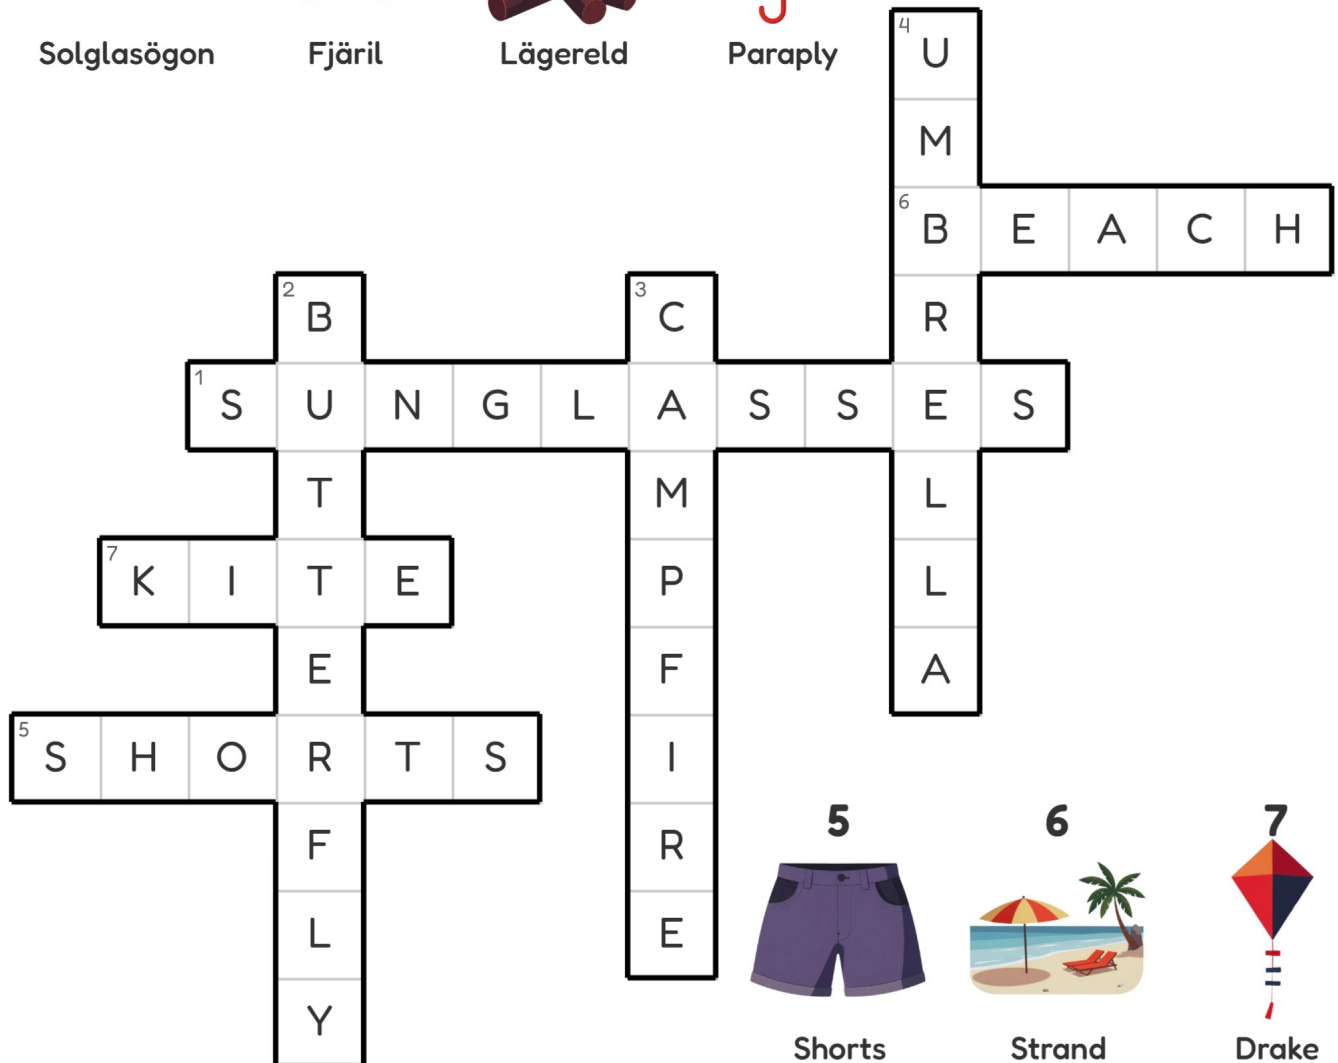 Solglasögon Fjäril Lägereld Paraply
4 U
M
6 B E A C H
2 B 3 C R
1 S U N G L A S S E S
T M L
7 K I T E P L
E F A
5 S H O R T S I
F R
L E
Y
5 6 7
Shorts Strand Drake